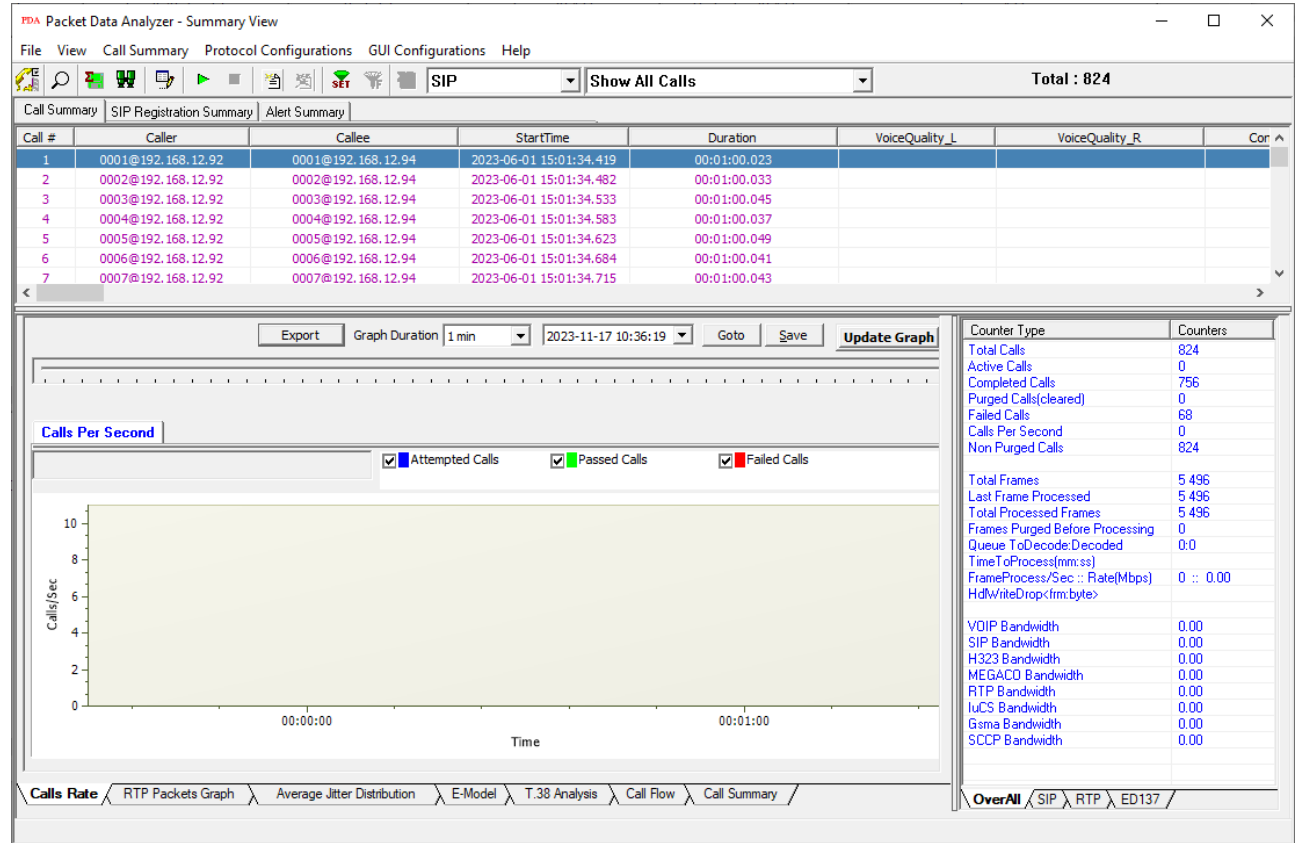 PDA Packet Data Analyzer - Summary View
File View Call Summary Protocol Configurations GUI Configurations Help
SET SIP Show All Calls Total : 824
Call Summary SIP Registration Summary Alert Summary
Call # Caller Callee StartTime Duration VoiceQuality_L VoiceQuality_R Cor
1 0001@192.168.12.92 0001@192.168.12.94 2023-06-01 15:01:34.419 00:01:00.023
2 0002@192.168.12.92 0002@192.168.12.94 2023-06-01 15:01:34.482 00:01:00.033
3 0003@192.168.12.92 0003@192.168.12.94 2023-06-01 15:01:34.533 00:01:00.045
4 0004@192.168.12.92 0004@192.168.12.94 2023-06-01 15:01:34.583 00:01:00.037
5 0005@192.168.12.92 0005@192.168.12.94 2023-06-01 15:01:34.623 00:01:00.049
6 0006@192.168.12.92 0006@192.168.12.94 2023-06-01 15:01:34.684 00:01:00.041
7 0007@192.168.12.92 0007@192.168.12.94 2023-06-01 15:01:34.715 00:01:00.043
Export Graph Duration 1 min 2023-11-17 10:36:19 Goto Save Update Graph
Calls Per Second
Attempted Calls Passed Calls Failed Calls
Calls/Sec
10
8
6
4
2
0
00:00:00 00:01:00
Time
Calls Rate RTP Packets Graph Average Jitter Distribution E-Model T.38 Analysis Call Flow Call Summary
Counter Type Counters
Total Calls 824
Active Calls 0
Completed Calls 756
Purged Calls(cleared) 0
Failed Calls 68
Calls Per Second 0
Non Purged Calls 824
Total Frames 5 496
Last Frame Processed 5 496
Total Processed Frames 5 496
Frames Purged Before Processing 0
Queue ToDecode:Decoded 0:0
TimeToProcess(mm:ss)
FrameProcess/Sec :: Rate(Mbps) 0 :: 0.00
HdlWriteDrop<frm:byte>
VOIP Bandwidth 0.00
SIP Bandwidth 0.00
H323 Bandwidth 0.00
MEGACO Bandwidth 0.00
RTP Bandwidth 0.00
IuCS Bandwidth 0.00
Gsma Bandwidth 0.00
SCCP Bandwidth 0.00
OverAll SIP RTP ED137